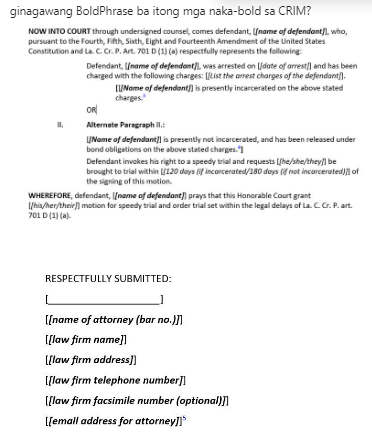 ginagawang BoldPhrase ba itong mga naka-bold sa CRIM?
NOW INTO COURT through undersigned counsel, comes defendant, [[name of defendant]], who,
pursuant to the Fourth, Fifth, Sixth, Eight and Fourteenth Amendment of the United States
Constitution and La. C. Cr. P. Art. 701 D (1) (a) respectfully represents the following:
Defendant, [[name of defendant]], was arrested on [[date of arrest]] and has been
charged with the following charges: [[List the arrest charges of the defendant]].
[[[Name of defendant]] is presently incarcerated on the above stated
charges.³
OR
II. Alternate Paragraph II.:
[[Name of defendant]] is presently not incarcerated, and has been released under
bond obligations on the above stated charges.⁴]
Defendant invokes his right to a speedy trial and requests [[he/she/they]] be
brought to trial within [[120 days (if incarcerated/180 days (if not incarcerated)]] of
the signing of this motion.
WHEREFORE, defendant, [[name of defendant]] prays that this Honorable Court grant
[[his/her/their]] motion for speedy trial and order trial set within the legal delays of La. C. Cr. P. art.
701 D (1) (a).
RESPECTFULLY SUBMITTED:
[____________________]
[[name of attorney (bar no.)]]
[[law firm name]]
[[law firm address]]
[[law firm telephone number]]
[[law firm facsimile number (optional)]]
[[email address for attorney]]⁵